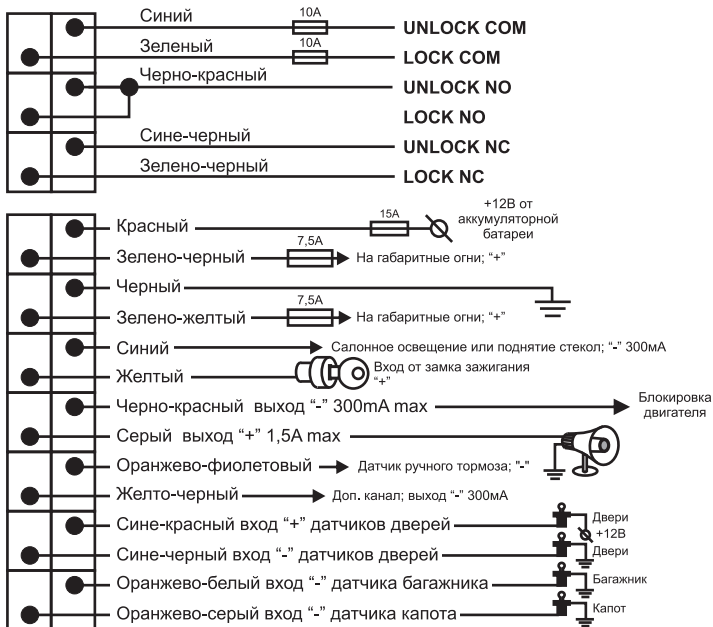 Синий 10А UNLOCK COM
Зеленый 10А LOCK COM
Черно-красный UNLOCK NO
LOCK NO
Сине-черный UNLOCK NC
Зелено-черный LOCK NC
Красный 15А +12В от аккумуляторной батареи
Зелено-черный 7,5А На габаритные огни; “+”
Черный
Зелено-желтый 7,5А На габаритные огни; “+”
Синий Салонное освещение или поднятие стекол; “-” 300мА
Желтый Вход от замка зажигания “+”
Черно-красный выход “-” 300mA max Блокировка двигателя
Серый выход “+” 1,5A max
Оранжево-фиолетовый Датчик ручного тормоза; "-"
Желто-черный Доп. канал; выход “-” 300мА
Сине-красный вход “+” датчиков дверей Двери +12В
Сине-черный вход “-” датчиков дверей Двери
Оранжево-белый вход “-” датчика багажника Багажник
Оранжево-серый вход “-” датчика капота Капот